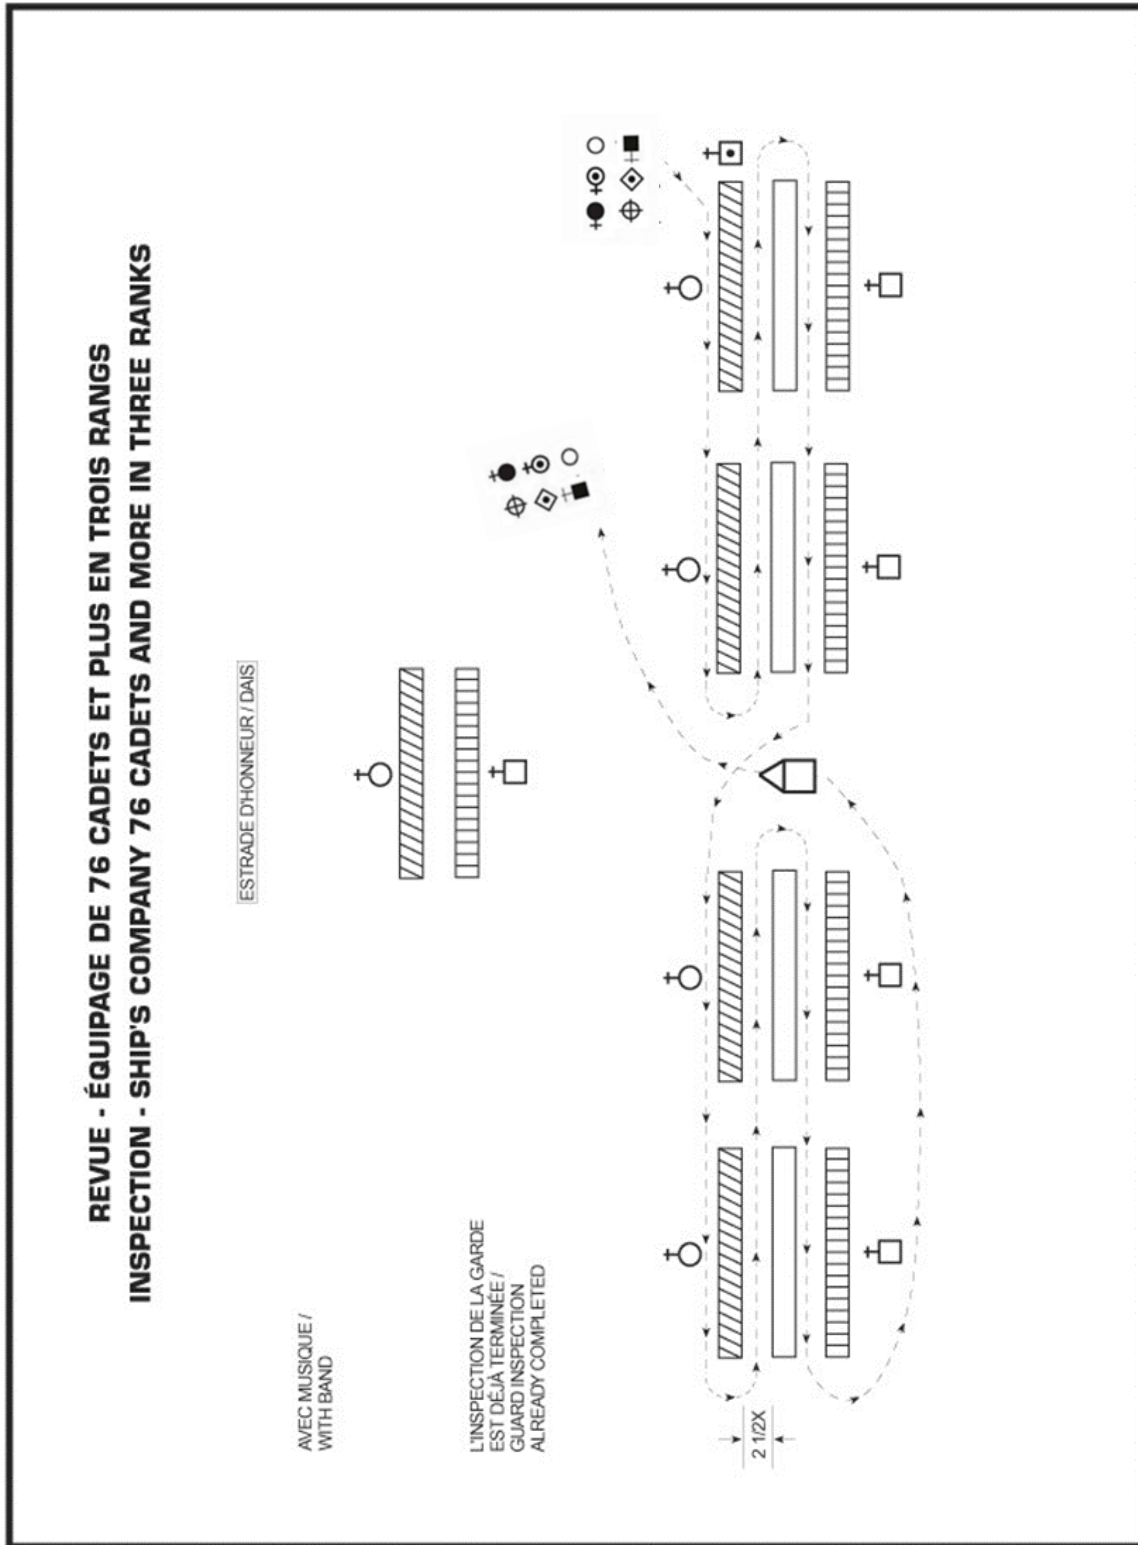 REVUE - ÉQUIPAGE DE 76 CADETS ET PLUS EN TROIS RANGS
INSPECTION - SHIP'S COMPANY 76 CADETS AND MORE IN THREE RANKS
ESTRADE D'HONNEUR / DAIS
AVEC MUSIQUE /
WITH BAND
L'INSPECTION DE LA GARDE
EST DÉJÀ TERMINÉE /
GUARD INSPECTION
ALREADY COMPLETED
2 1/2X